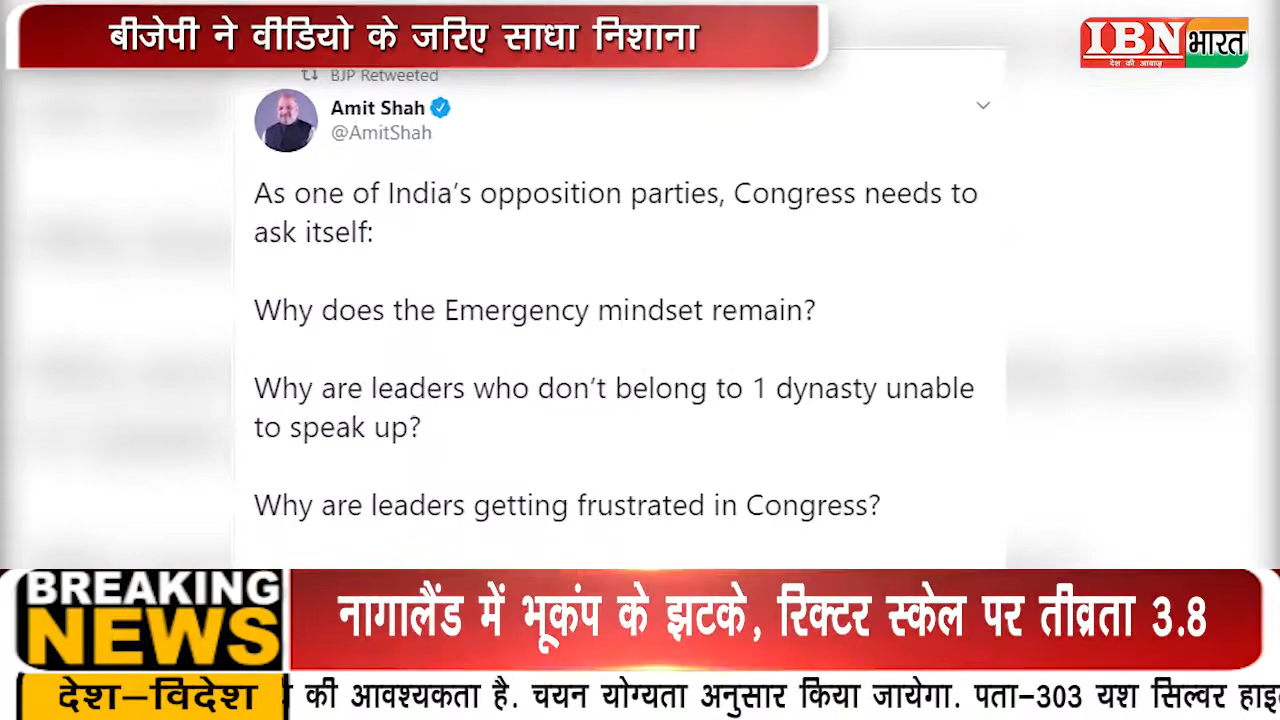 बीजेपी ने वीडियो के जरिए साधा निशाना
IBN भारत
देश की आवाज़
BJP Retweeted
Amit Shah
@AmitShah
As one of India's opposition parties, Congress needs to
ask itself:
Why does the Emergency mindset remain?
Why are leaders who don't belong to 1 dynasty unable
to speak up?
Why are leaders getting frustrated in Congress?
BREAKING
NEWS
नागालैंड में भूकंप के झटके, रिक्टर स्केल पर तीव्रता 3.8
देश–विदेश
की आवश्यकता है. चयन योग्यता अनुसार किया जायेगा. पता–303 यश सिल्वर